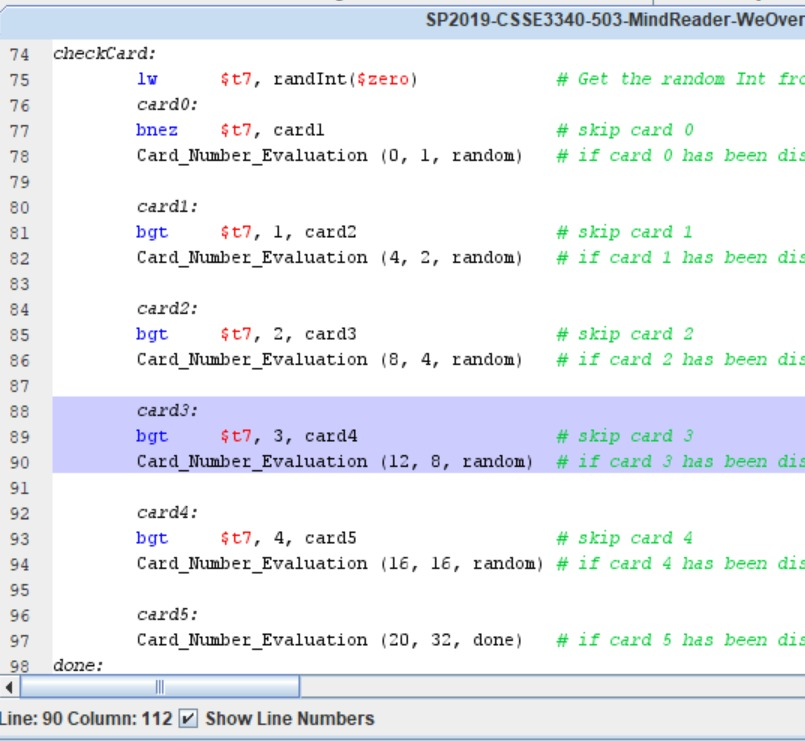 SP2019-CSSE3340-503-MindReader-WeOver
74 checkCard:
75 lw $t7, randInt($zero) # Get the random Int fro
76 card0:
77 bnez $t7, card1 # skip card 0
78 Card_Number_Evaluation (0, 1, random) # if card 0 has been dis
79
80 card1:
81 bgt $t7, 1, card2 # skip card 1
82 Card_Number_Evaluation (4, 2, random) # if card 1 has been dis
83
84 card2:
85 bgt $t7, 2, card3 # skip card 2
86 Card_Number_Evaluation (8, 4, random) # if card 2 has been dis
87
88 card3:
89 bgt $t7, 3, card4 # skip card 3
90 Card_Number_Evaluation (12, 8, random) # if card 3 has been dis
91
92 card4:
93 bgt $t7, 4, card5 # skip card 4
94 Card_Number_Evaluation (16, 16, random) # if card 4 has been dis
95
96 card5:
97 Card_Number_Evaluation (20, 32, done) # if card 5 has been dis
98 done:
Line: 90 Column: 112 Show Line Numbers